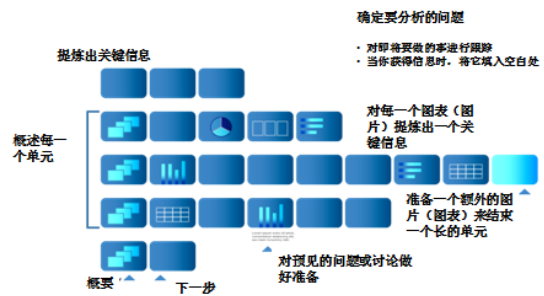 确定要分析的问题
• 对即将要做的事进行跟踪
• 当你获得信息时，将它填入空白处
提炼出关键信息
对每一个图表（图
片）提炼出一个关
键信息
概述每一
个单元
准备一个额外的图
片（图表）来结束
一个长的单元
对预见的问题或讨论做
好准备
概要
下一步